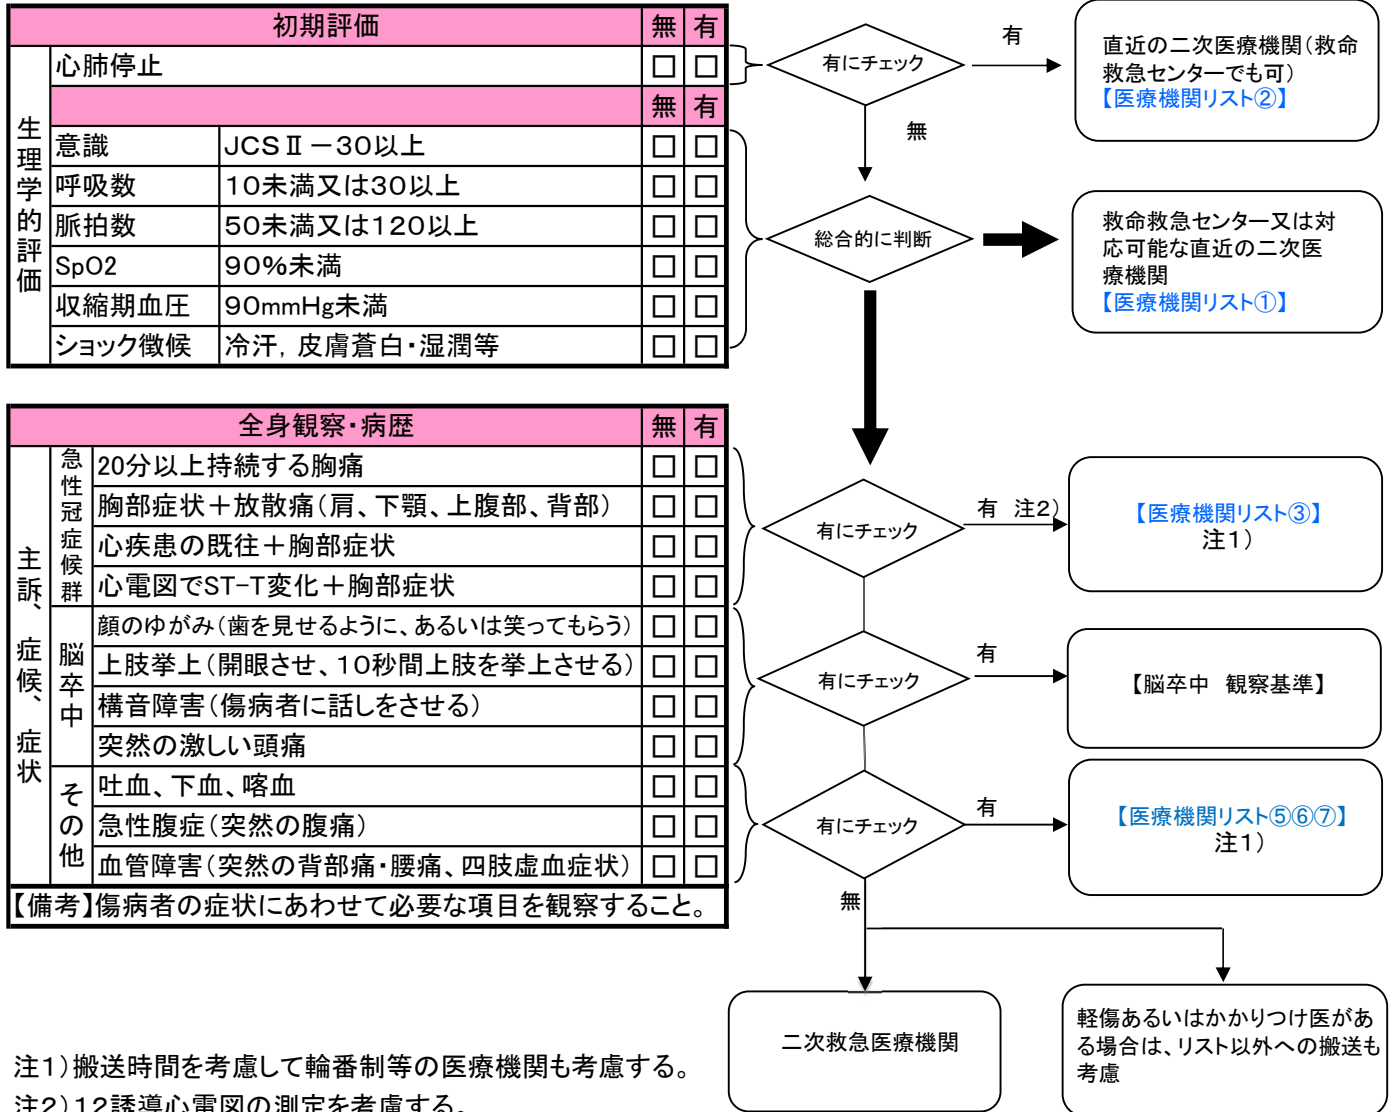 初期評価 無 有
心肺停止 □ □
無 有
生理学的評価
意識 JCSⅡ－30以上 □ □
呼吸数 10未満又は30以上 □ □
脈拍数 50未満又は120以上 □ □
SpO2 90%未満 □ □
収縮期血圧 90mmHg未満 □ □
ショック徴候 冷汗，皮膚蒼白・湿潤等 □ □
有にチェック
有
無
直近の二次医療機関（救命
救急センターでも可）
【医療機関リスト②】
総合的に判断
救命救急センター又は対
応可能な直近の二次医
療機関
【医療機関リスト①】
全身観察・病歴 無 有
主訴、症候、症状
急性冠症候群
20分以上持続する胸痛 □ □
胸部症状＋放散痛（肩、下顎、上腹部、背部） □ □
心疾患の既往＋胸部症状 □ □
心電図でST-T変化＋胸部症状 □ □
脳卒中
顔のゆがみ（歯を見せるように、あるいは笑ってもらう） □ □
上肢挙上（開眼させ、10秒間上肢を挙上させる） □ □
構音障害（傷病者に話しをさせる） □ □
突然の激しい頭痛 □ □
その他
吐血、下血、喀血 □ □
急性腹症（突然の腹痛） □ □
血管障害（突然の背部痛・腰痛、四肢虚血症状） □ □
【備考】傷病者の症状にあわせて必要な項目を観察すること。
有にチェック
有 注2）
【医療機関リスト③】
注1）
有にチェック
有
【脳卒中 観察基準】
有にチェック
有
【医療機関リスト⑤⑥⑦】
注1）
無
二次救急医療機関
軽傷あるいはかかりつけ医があ
る場合は、リスト以外への搬送も
考慮
注1）搬送時間を考慮して輪番制等の医療機関も考慮する。
注2）12誘導心電図の測定を考慮する。